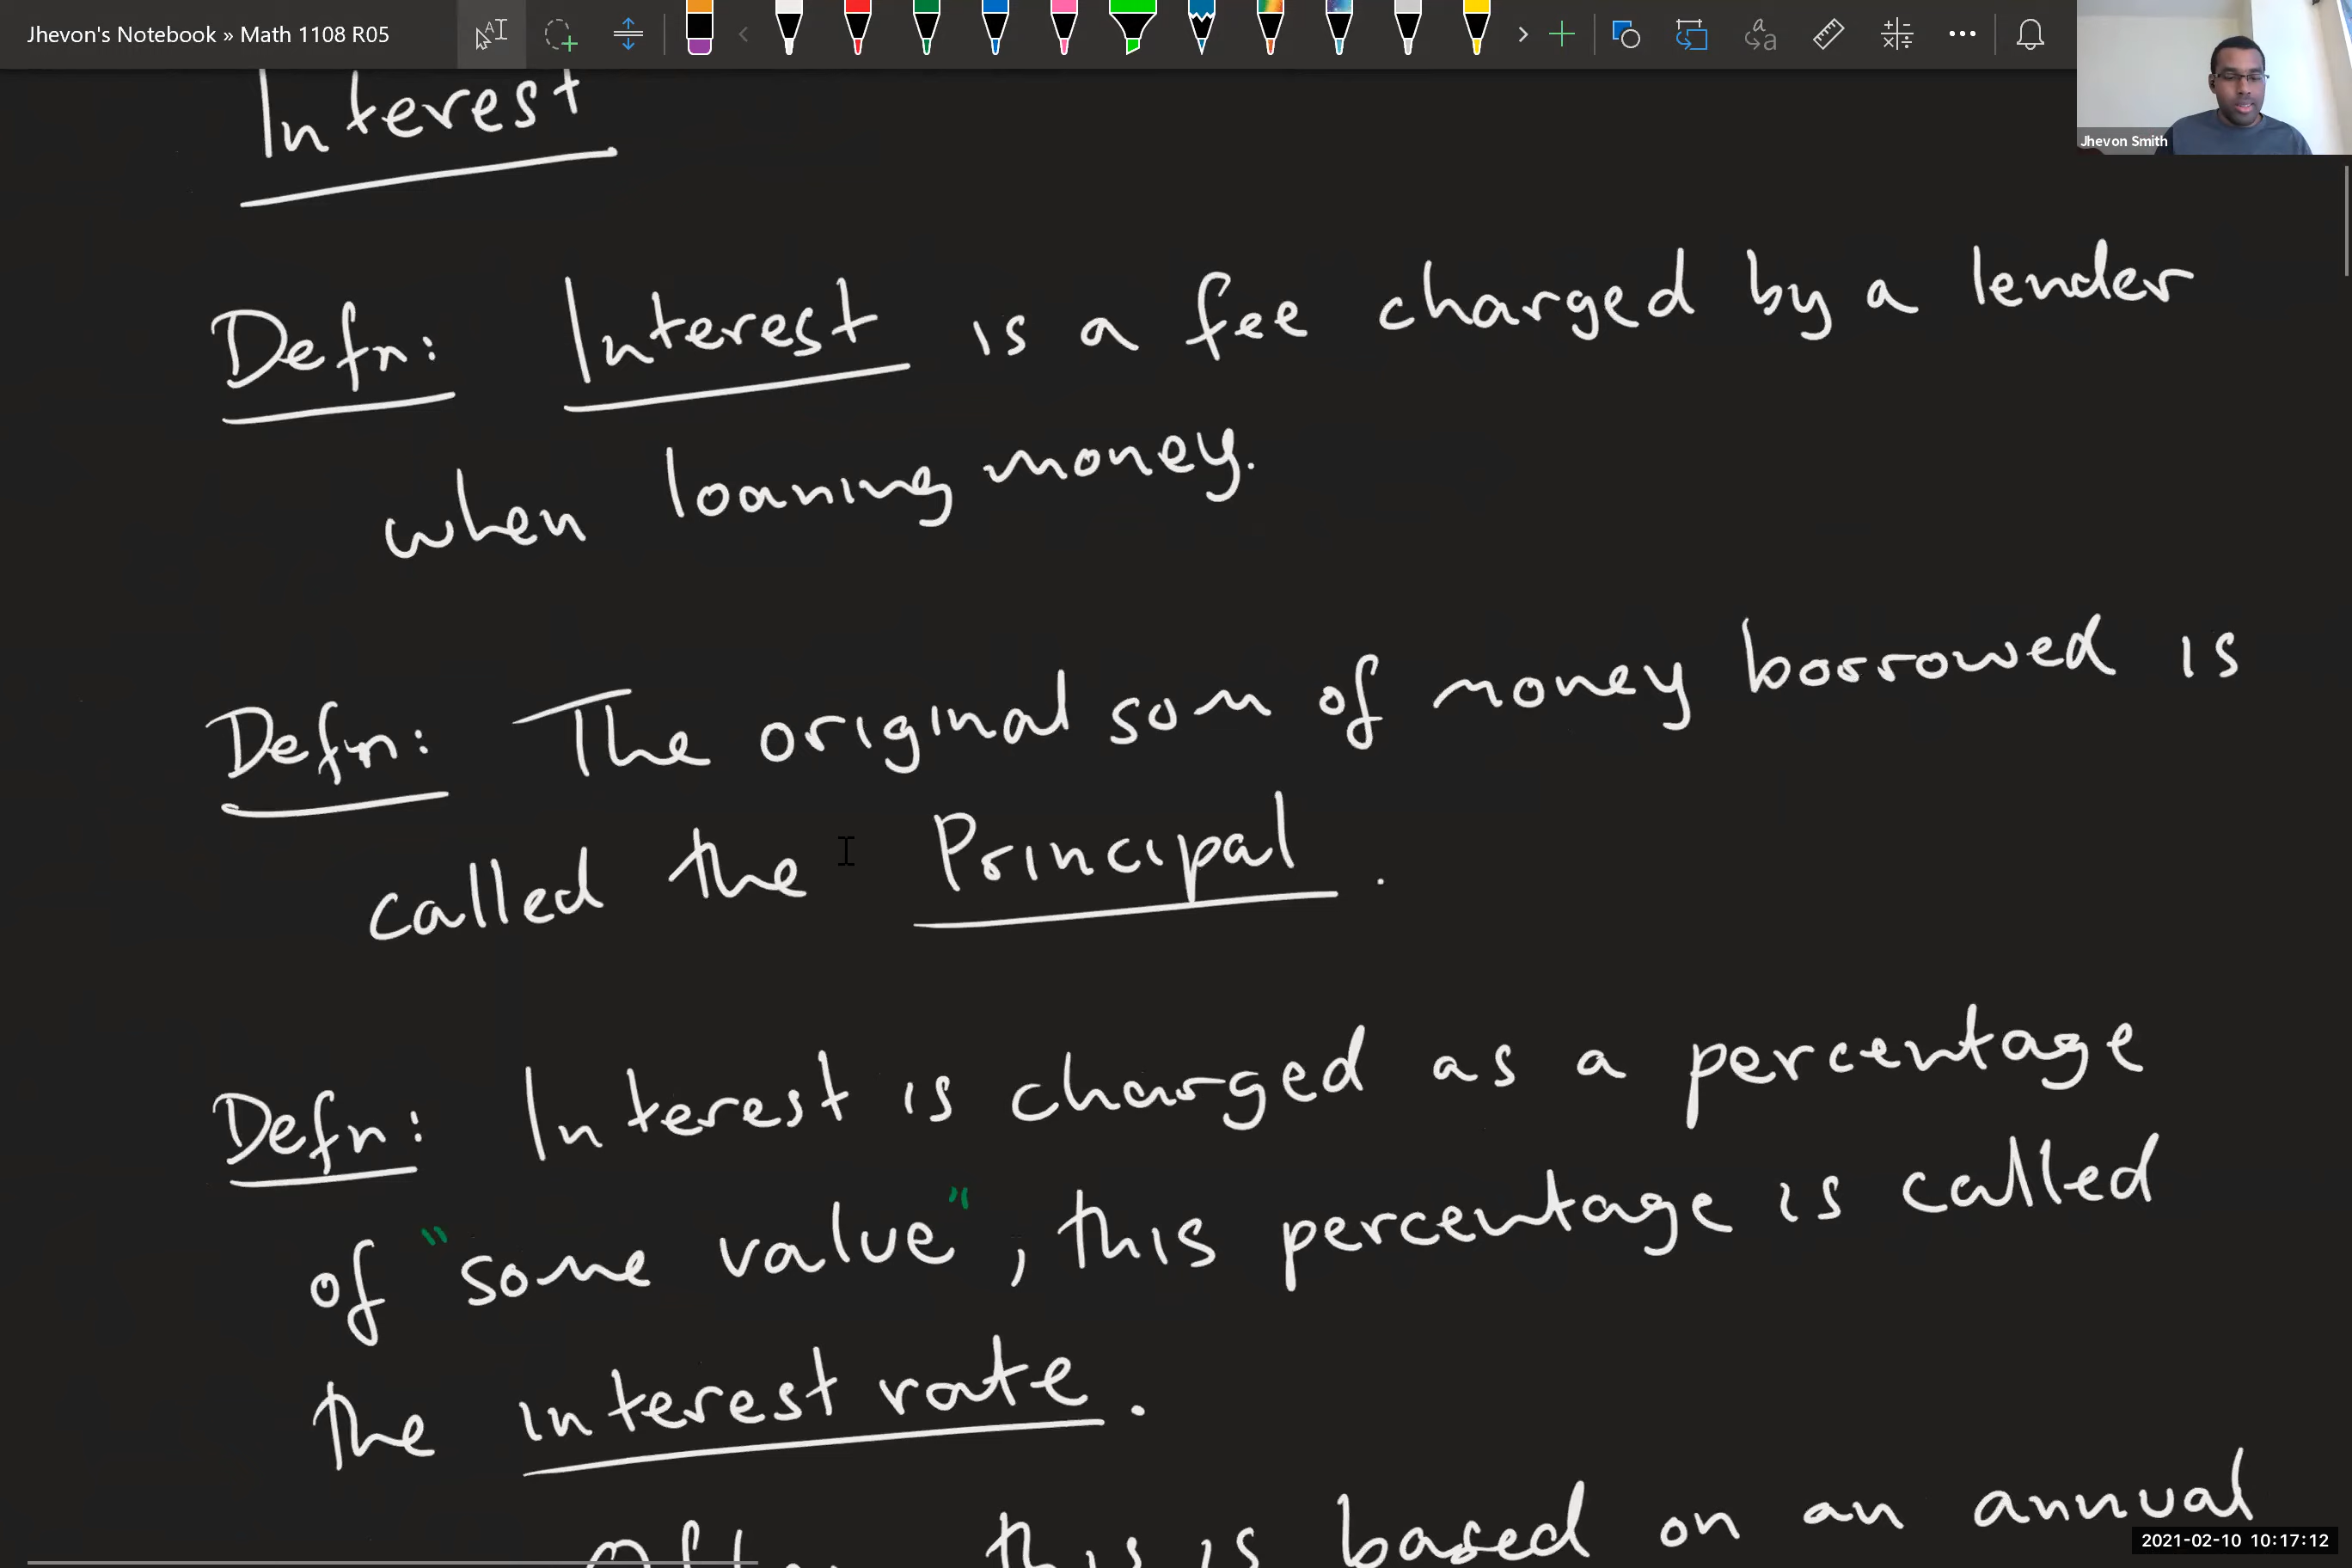 Jhevon's Notebook » Math 1108 R05
Jhevon Smith
Interest
Defn: Interest is a fee charged by a lender
when loaning money.
Defn: The original sum of money borrowed is
called the Principal.
Defn: Interest is charged as a percentage
of "some value", this percentage is called
the interest rate.
this is based on an annual
2021-02-10 10:17:12